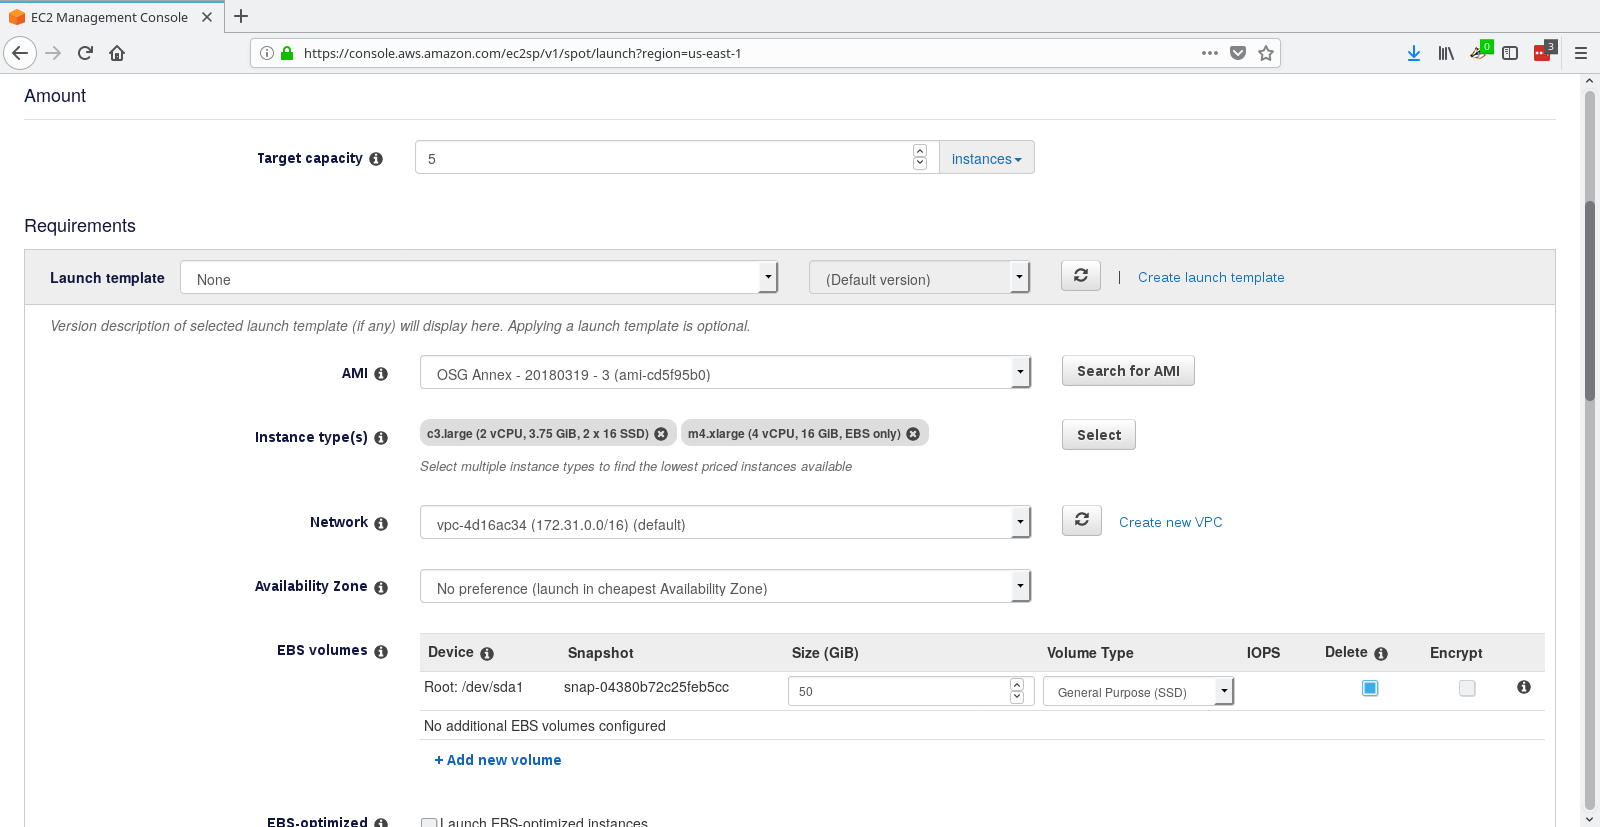 EC2 Management Console
https://console.aws.amazon.com/ec2sp/v1/spot/launch?region=us-east-1
0
3
Amount
Target capacity
5
instances
Requirements
Launch template
None
(Default version)
|
Create launch template
Version description of selected launch template (if any) will display here. Applying a launch template is optional.
AMI
OSG Annex - 20180319 - 3 (ami-cd5f95b0)
Search for AMI
Instance type(s)
c3.large (2 vCPU, 3.75 GiB, 2 x 16 SSD)
m4.xlarge (4 vCPU, 16 GiB, EBS only)
Select
Select multiple instance types to find the lowest priced instances available
Network
vpc-4d16ac34 (172.31.0.0/16) (default)
Create new VPC
Availability Zone
No preference (launch in cheapest Availability Zone)
EBS volumes
Device Snapshot Size (GiB) Volume Type IOPS Delete Encrypt
Root: /dev/sda1 snap-04380b72c25feb5cc 50 General Purpose (SSD)
No additional EBS volumes configured
+ Add new volume
EBS-optimized
Launch EBS-optimized instances